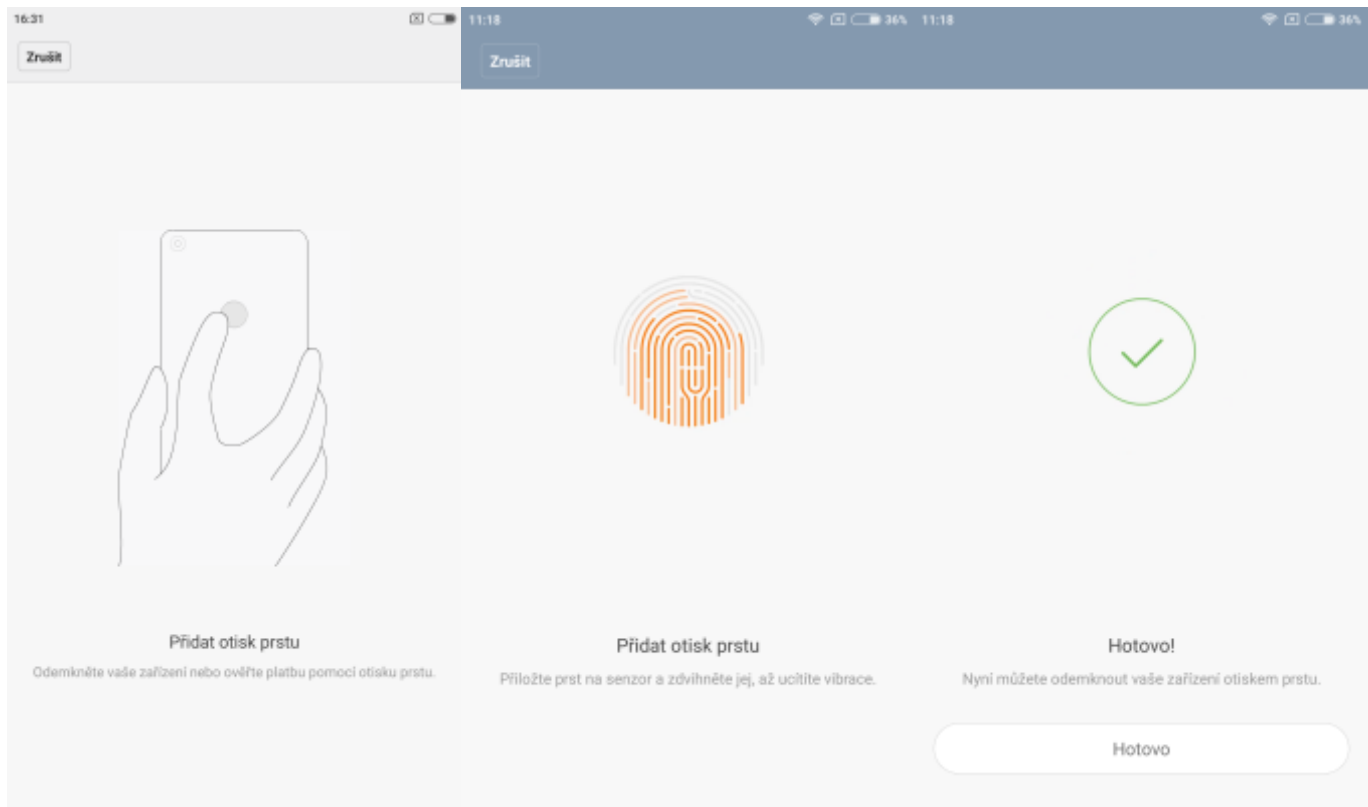 16:31
Zrušit
Přidat otisk prstu
Odemkněte vaše zařízení nebo ověřte platbu pomocí otisku prstu.
11:18
36%
Zrušit
Přidat otisk prstu
Přiložte prst na senzor a zdvihněte jej, až ucítíte vibrace.
11:18
36%
Hotovo!
Nyní můžete odemknout vaše zařízení otiskem prstu.
Hotovo